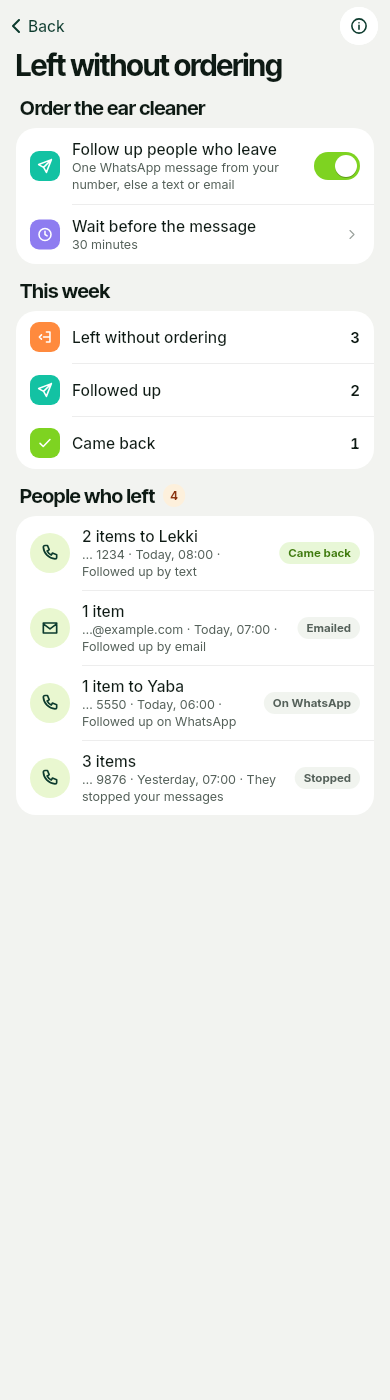 Back
Left without ordering
Order the ear cleaner
Follow up people who leave
One WhatsApp message from your
number, else a text or email
Wait before the message
30 minutes
This week
Left without ordering 3
Followed up 2
Came back 1
People who left 4
2 items to Lekki
... 1234 · Today, 08:00 ·
Followed up by text
Came back
1 item
...@example.com · Today, 07:00 ·
Followed up by email
Emailed
1 item to Yaba
... 5550 · Today, 06:00 ·
Followed up on WhatsApp
On WhatsApp
3 items
... 9876 · Yesterday, 07:00 · They
stopped your messages
Stopped